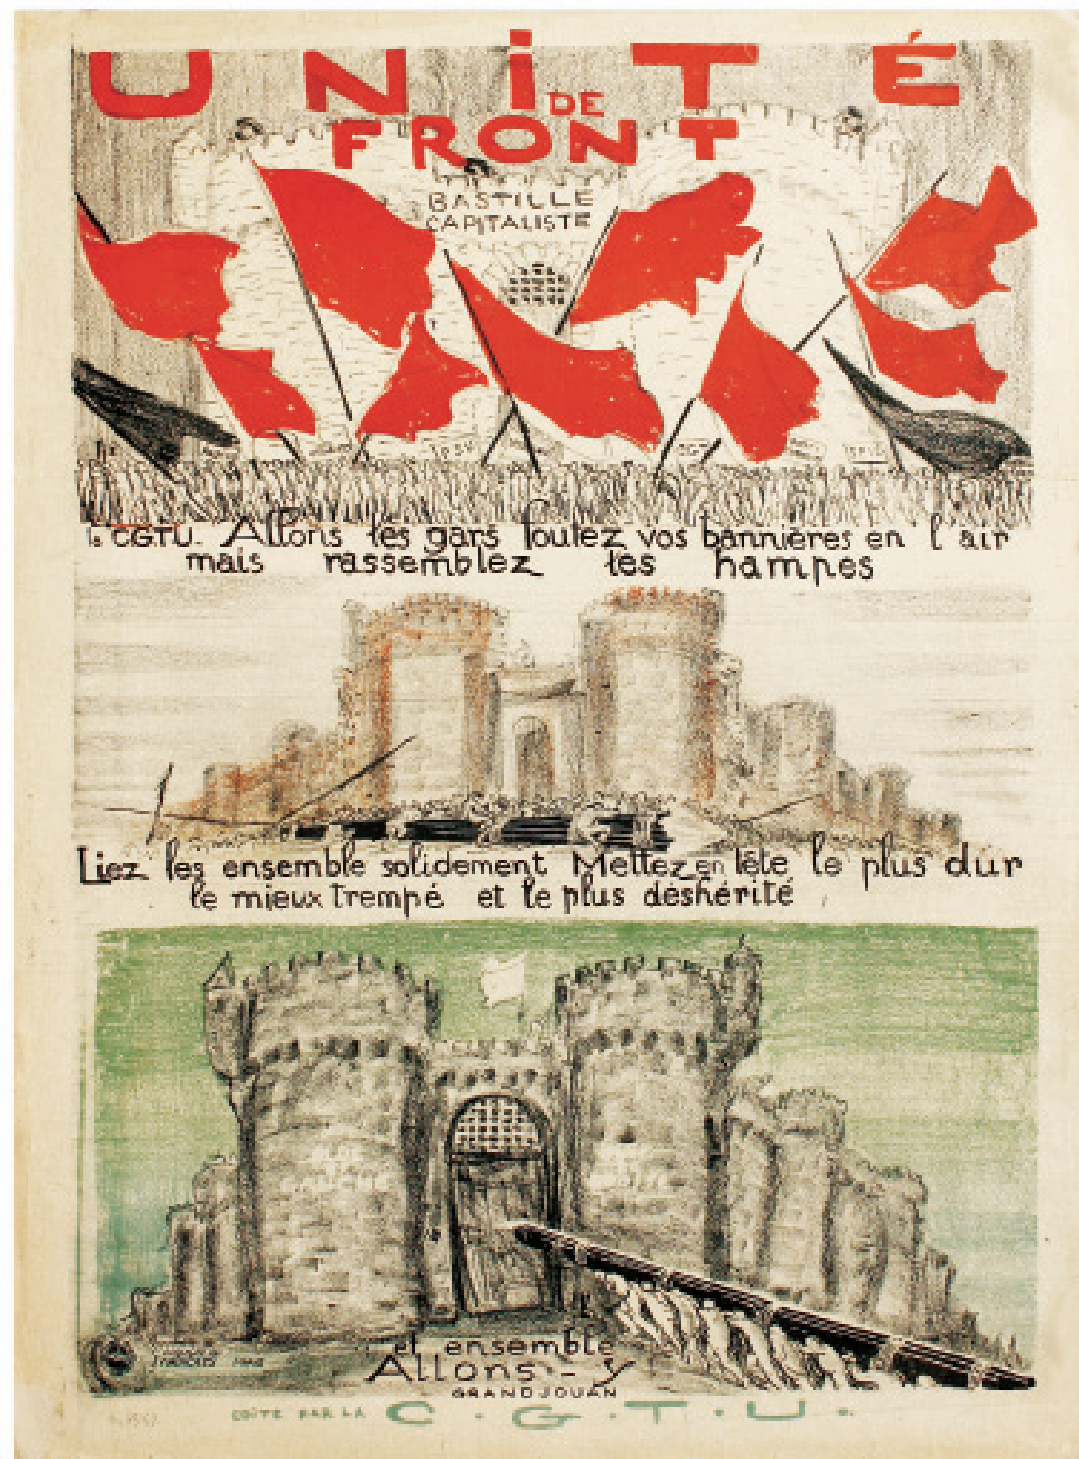 UNiTÉ
DE
FRONT
BASTILLE
CAPITALISTE
la CGTU. Allons les gars foutez vos bannières en l'air
mais rassemblez les hampes
Liez les ensemble solidement Mettez en tête le plus dur
le mieux trempé et le plus déshérité
et ensemble
Allons-y
GRANDJOUAN
EDITÉ PAR LA C.G.T.U.